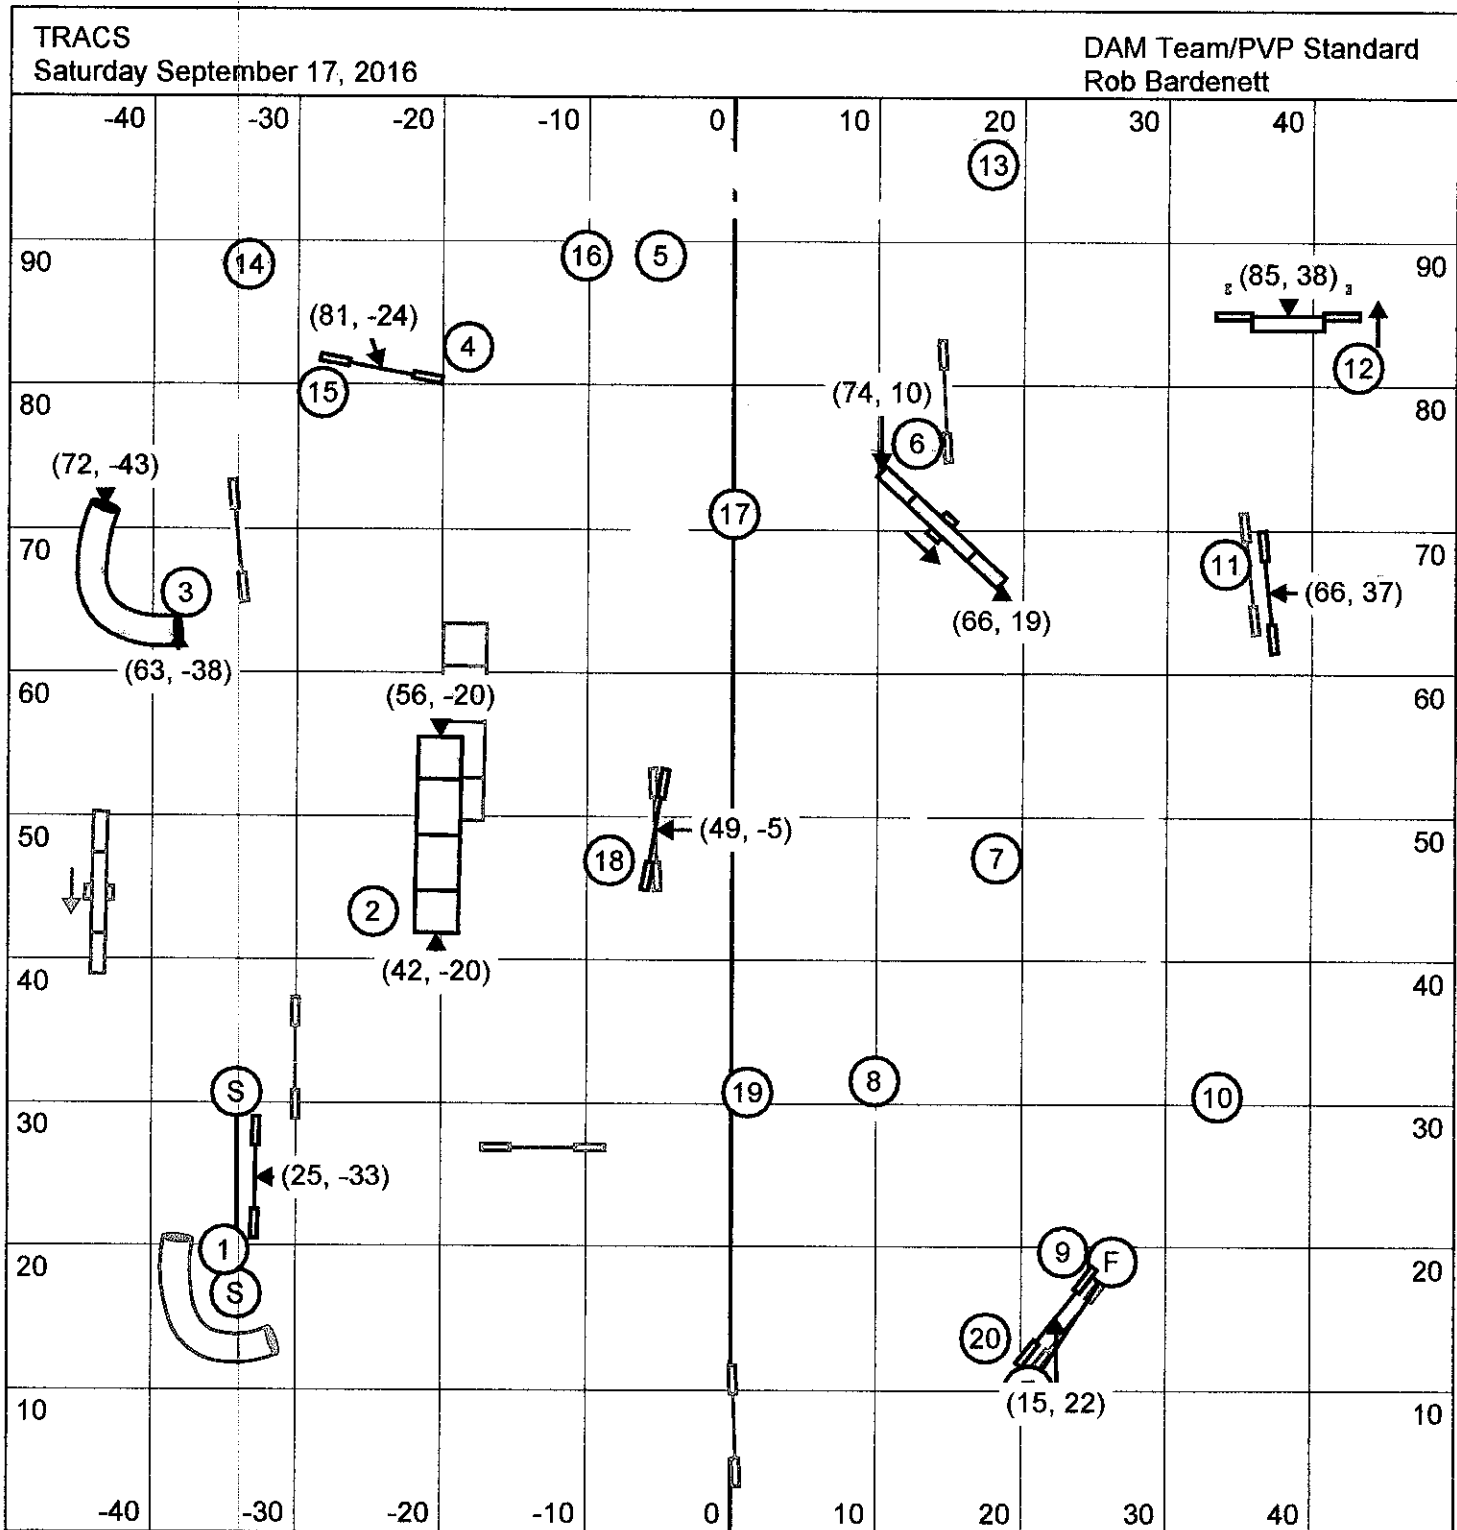 TRACS
DAM Team/PVP Standard
Saturday September 17, 2016
Rob Bardenett
-40 -30 -20 -10 0 10 20 30 40
13
90 14 16 5 (85, 38) 90
(81, -24) 4
12
80 15 (74, 10) 80
6
(72, -43)
17
70 11 70
3 (66, 37)
(66, 19)
(63, -38)
60 (56, -20) 60
50 (49, -5) 50
18 7
2
40 (42, -20) 40
S 19 8 10
30 30
(25, -33)
1 9 F
20 20
S
20
10 (15, 22) 10
-40 -30 -20 -10 0 10 20 30 40